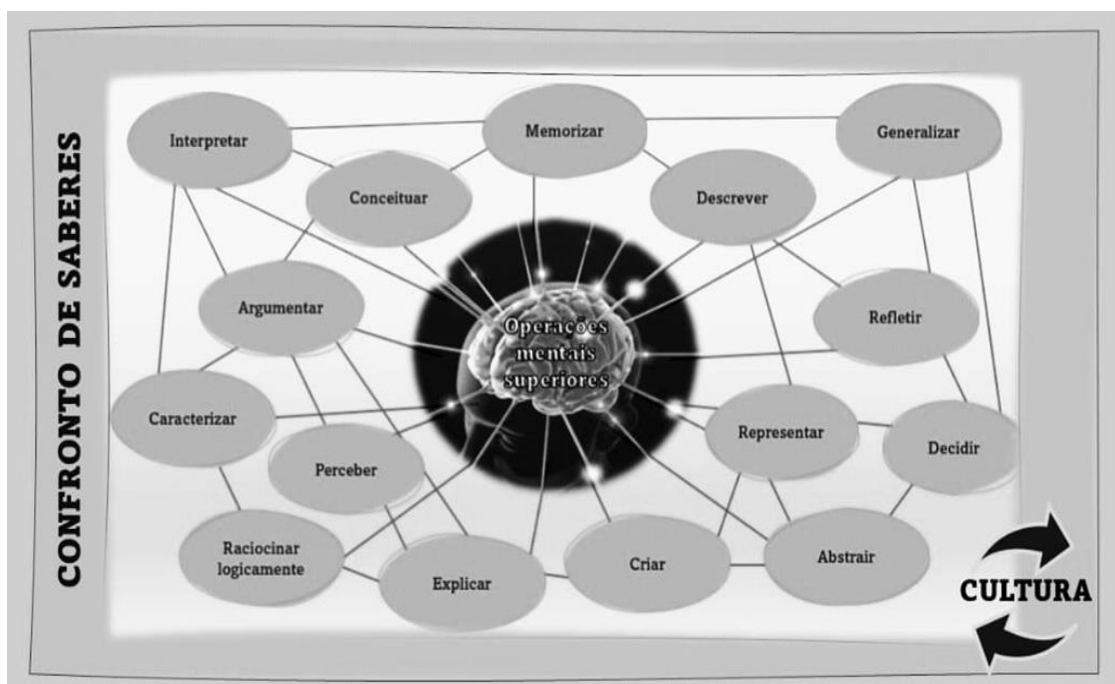 CONFRONTO DE SABERES
Interpretar
Memorizar
Generalizar
Conceituar
Descrever
Argumentar
Operações
mentais
superiores
Refletir
Caracterizar
Perceber
Representar
Decidir
Raciocinar
logicamente
Explicar
Criar
Abstrair
CULTURA